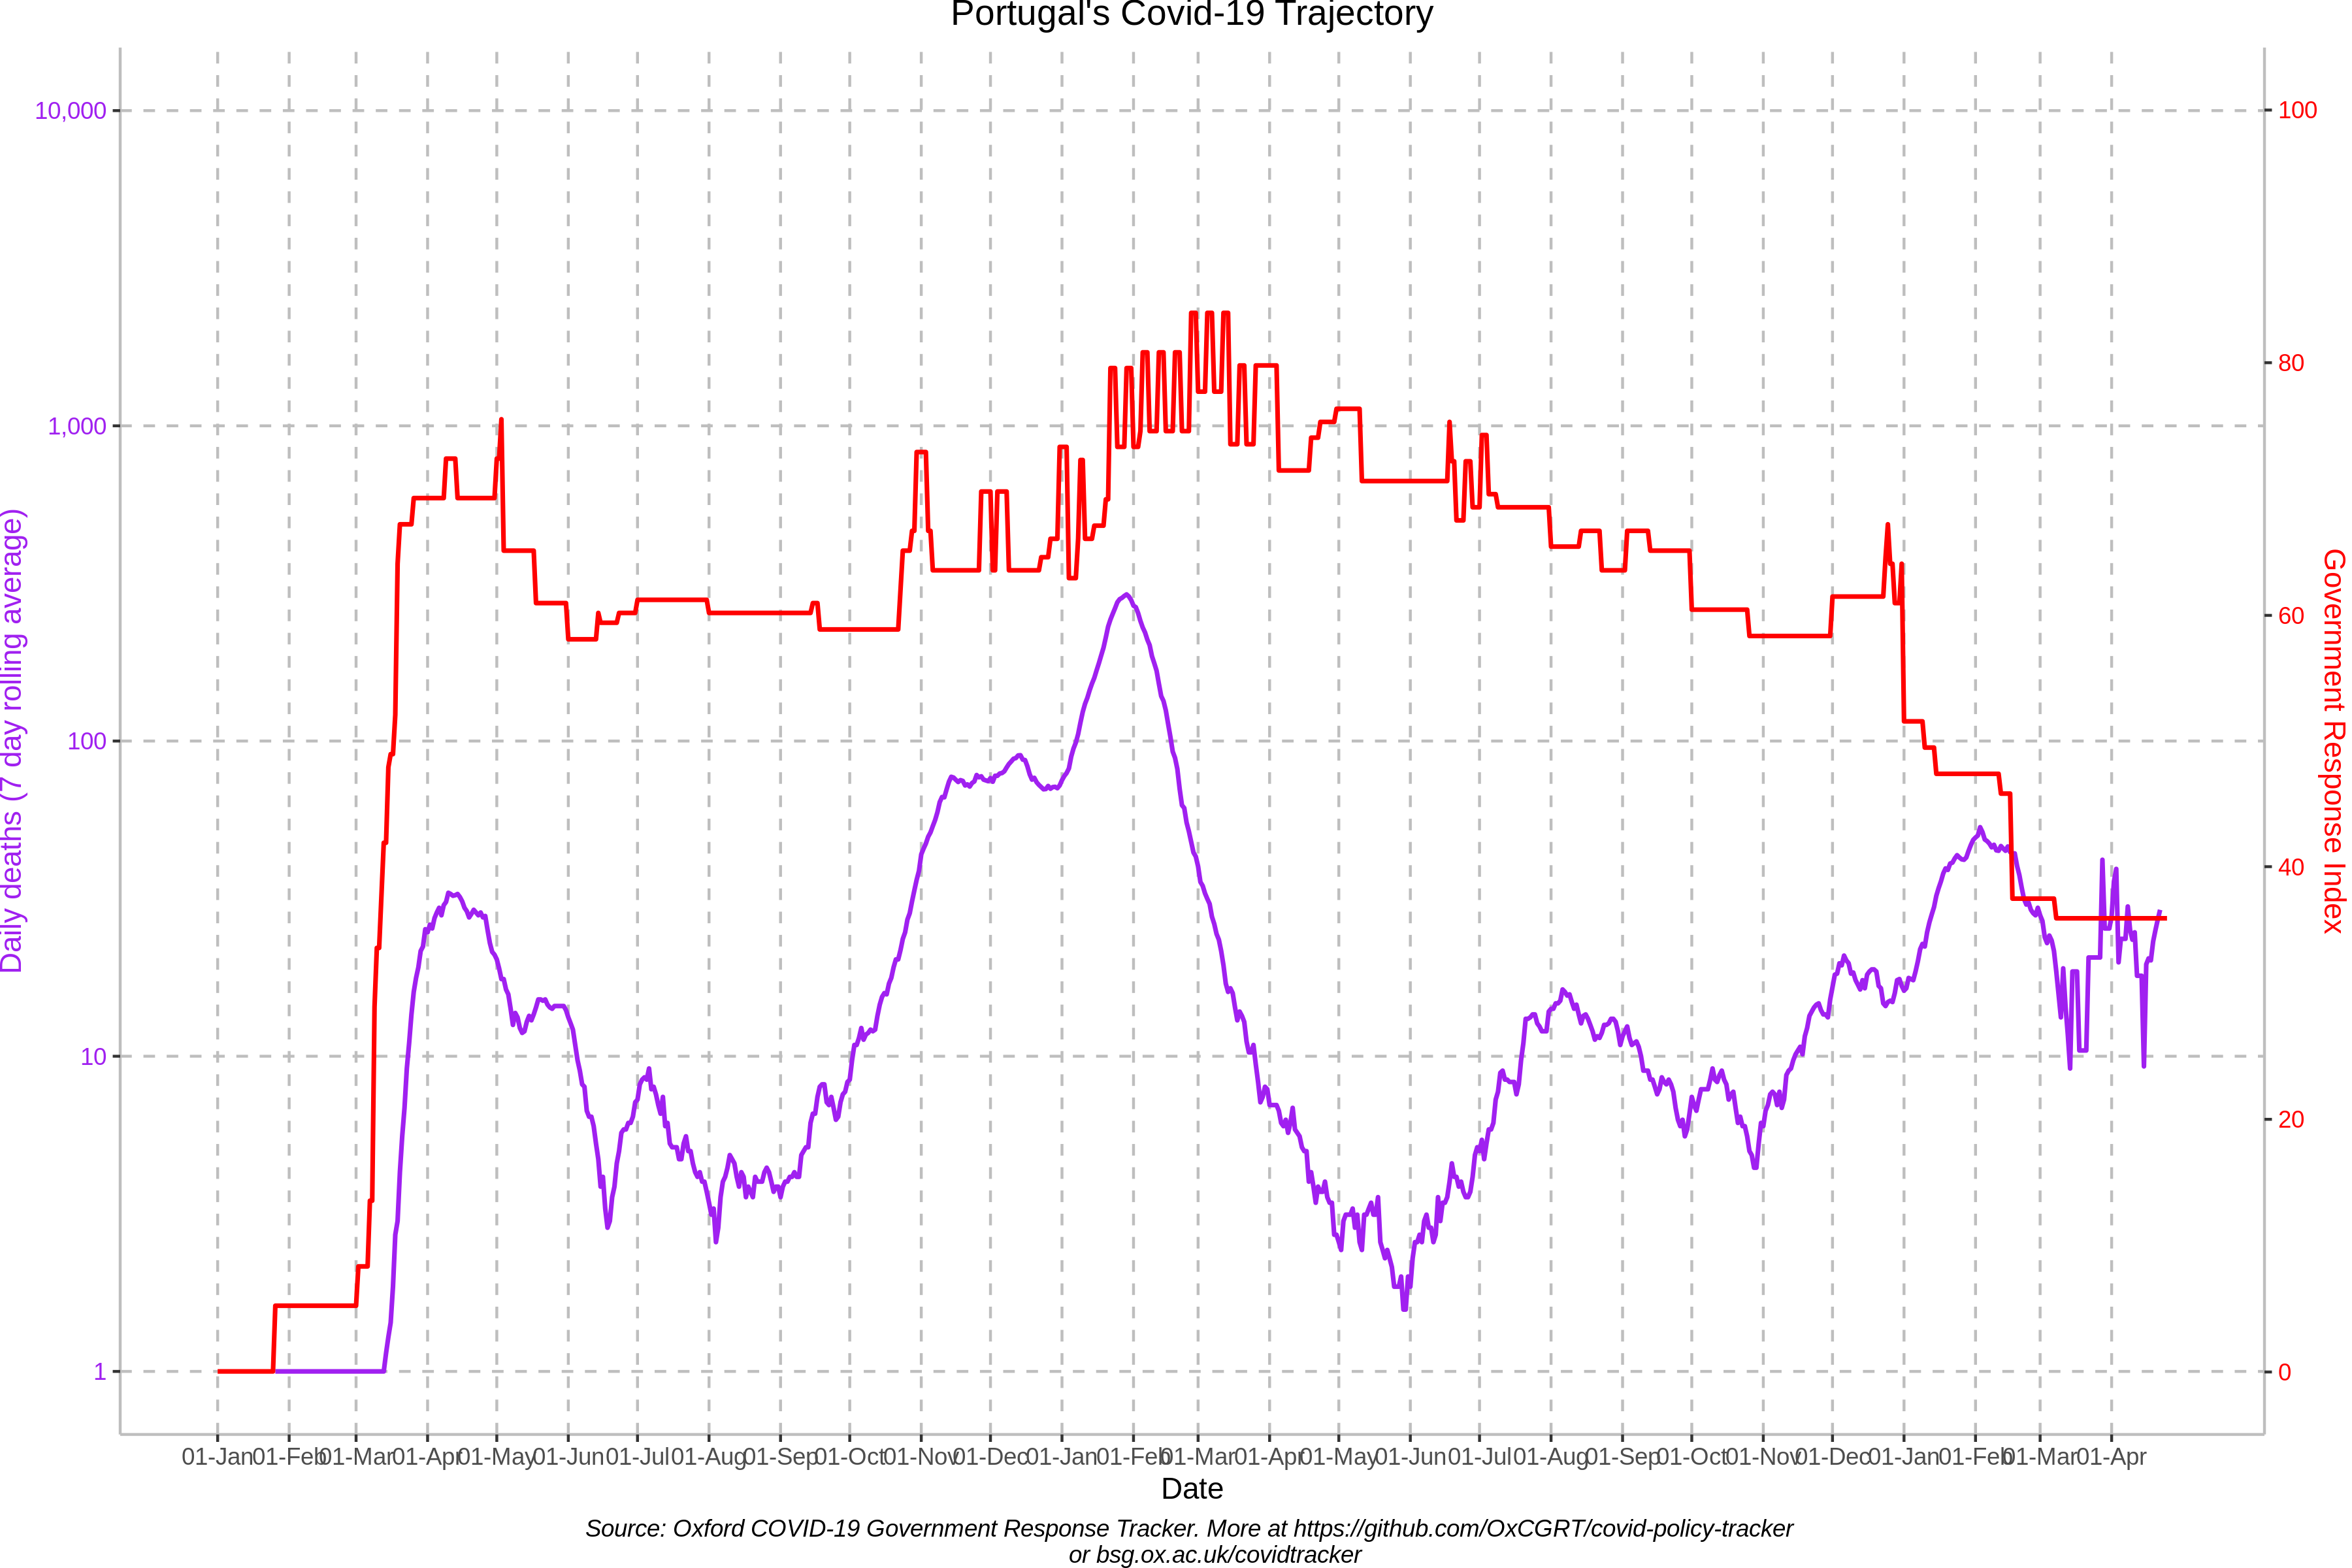 Portugal's Covid-19 Trajectory
10,000
1,000
100
10
1
Daily deaths (7 day rolling average)
100
80
60
40
20
0
Government Response Index
01-Jan 01-Feb 01-Mar 01-Apr 01-May 01-Jun 01-Jul 01-Aug 01-Sep 01-Oct 01-Nov 01-Dec 01-Jan 01-Feb 01-Mar 01-Apr 01-May 01-Jun 01-Jul 01-Aug 01-Sep 01-Oct 01-Nov 01-Dec 01-Jan 01-Feb 01-Mar 01-Apr
Date
Source: Oxford COVID-19 Government Response Tracker. More at https://github.com/OxCGRT/covid-policy-tracker
or bsg.ox.ac.uk/covidtracker